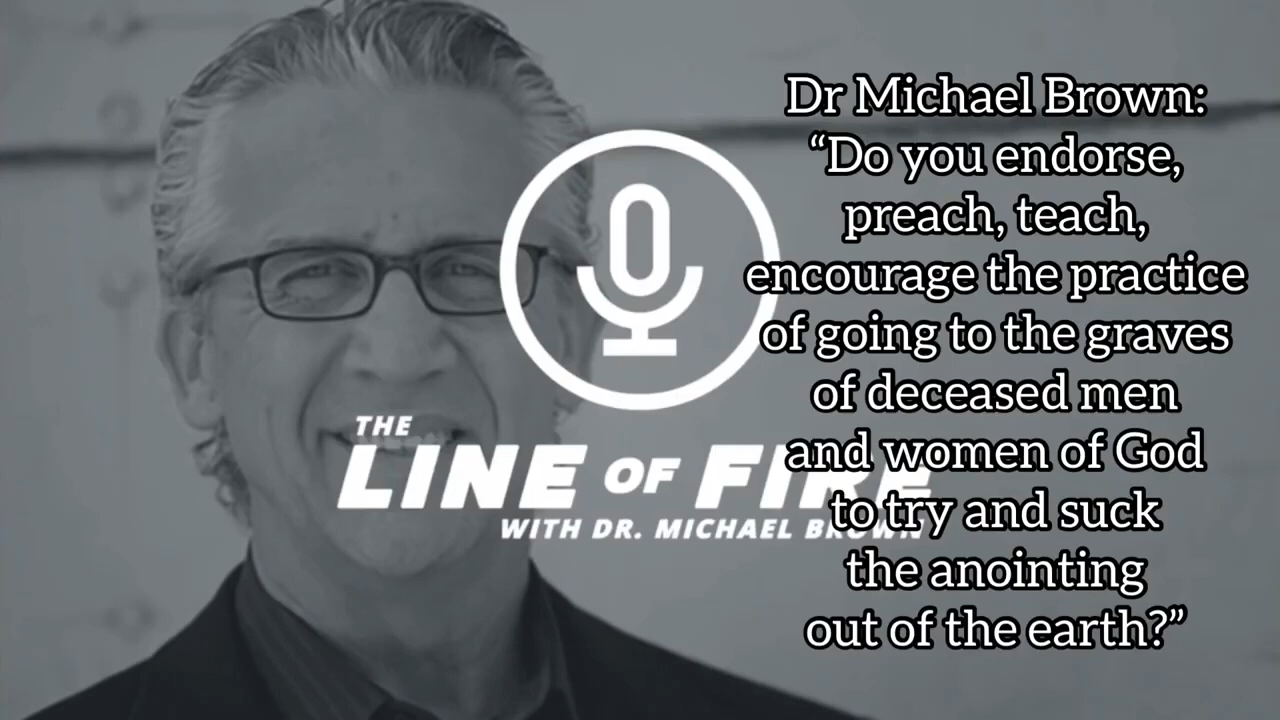 THE
LINE OF FIRE
WITH DR. MICHAEL BROWN
Dr Michael Brown:
“Do you endorse,
preach, teach,
encourage the practice
of going to the graves
of deceased men
and women of God
to try and suck
the anointing
out of the earth?”